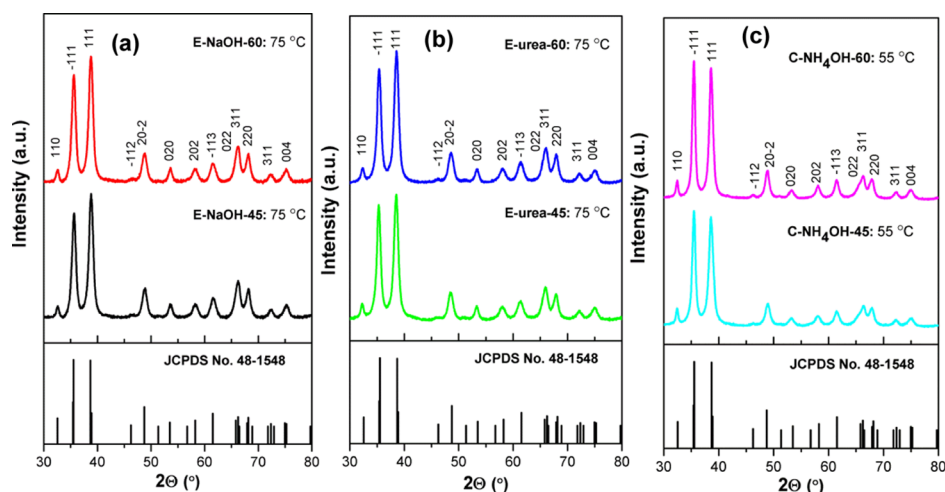 (a)
E-NaOH-60: 75 °C
110
-111
111
-112
20-2
020
202
-113
022
311
220
311
004
E-NaOH-45: 75 °C
JCPDS No. 48-1548
Intensity (a.u.)
30 40 50 60 70 80
2Θ (°)
(b)
E-urea-60: 75 °C
110
-111
111
-112
20-2
020
202
-113
022
311
220
311
004
E-urea-45: 75 °C
JCPDS No. 48-1548
Intensity (a.u.)
30 40 50 60 70 80
2Θ (°)
(c)
C-NH4OH-60: 55 °C
110
-111
111
-112
20-2
020
202
-113
022
311
220
311
004
C-NH4OH-45: 55 °C
JCPDS No. 48-1548
Intensity (a.u.)
30 40 50 60 70 80
2Θ (°)